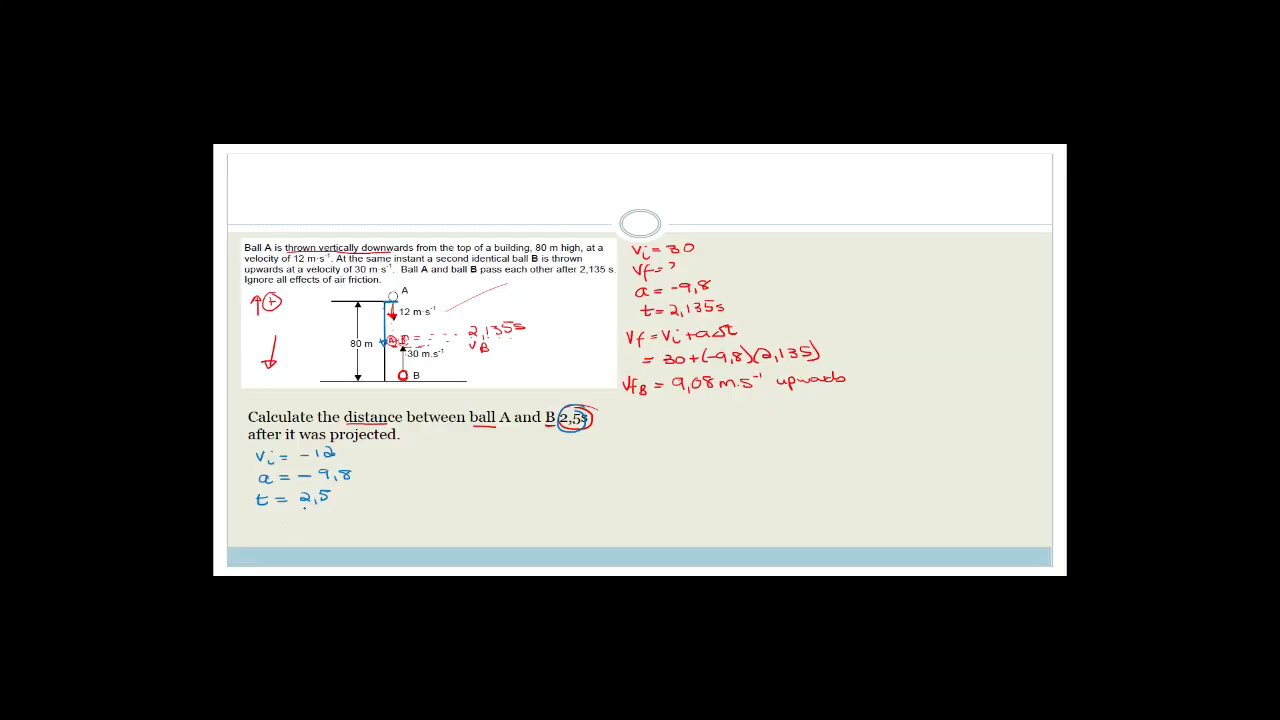 Ball A is thrown vertically downwards from the top of a building, 80 m high, at a
velocity of 12 m·s⁻¹. At the same instant a second identical ball B is thrown
upwards at a velocity of 30 m·s⁻¹. Ball A and ball B pass each other after 2,135 s.
Ignore all effects of air friction.
+
A
12 m·s⁻¹
2,135s
A B
vB
80 m
30 m.s⁻¹
B
Calculate the distance between ball A and B 2,5s
after it was projected.
vi = -12
a = -9,8
t = 2,5
vi = 30
vf = ?
a = -9,8
t = 2,135s
vf = vi + aΔt
= 30 + (-9,8)(2,135)
vfB = 9,08 m.s⁻¹ upwards